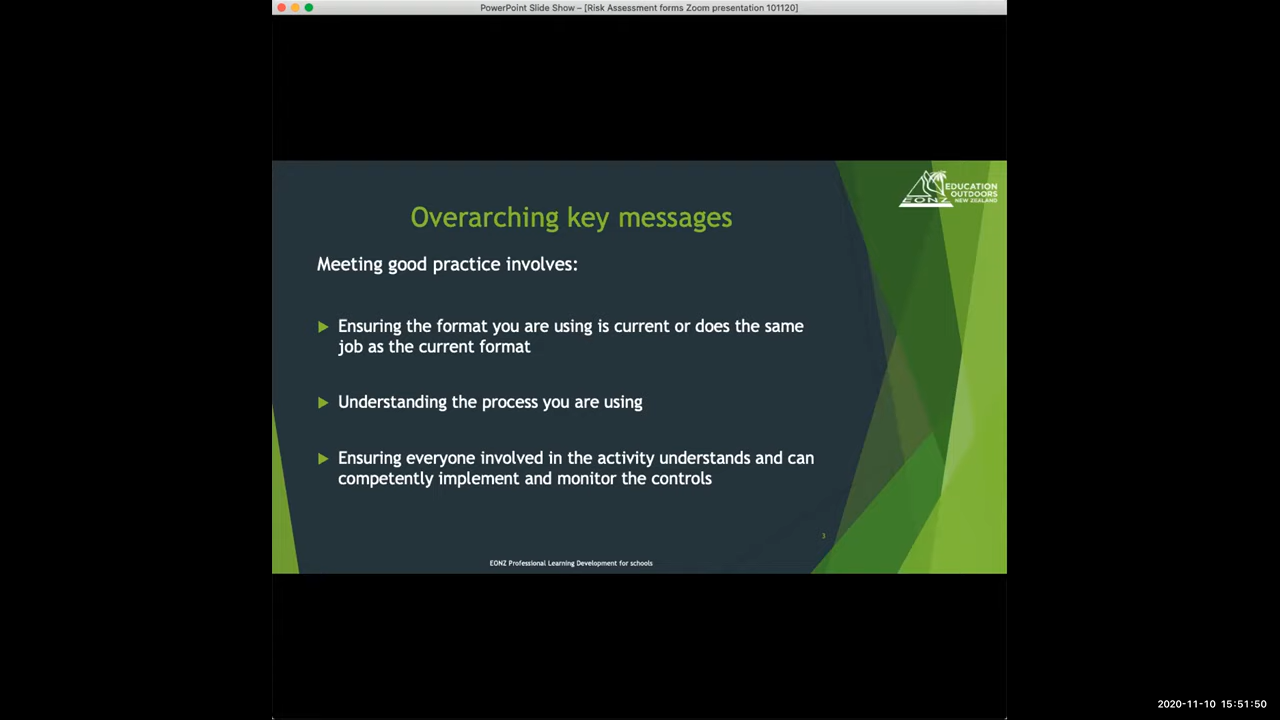 PowerPoint Slide Show – [Risk Assessment forms Zoom presentation 101120]
EDUCATION
OUTDOORS
NEW ZEALAND
EONZ
Overarching key messages
Meeting good practice involves:
Ensuring the format you are using is current or does the same
job as the current format
Understanding the process you are using
Ensuring everyone involved in the activity understands and can
competently implement and monitor the controls
3
EONZ Professional Learning Development for schools
2020-11-10 15:51:50